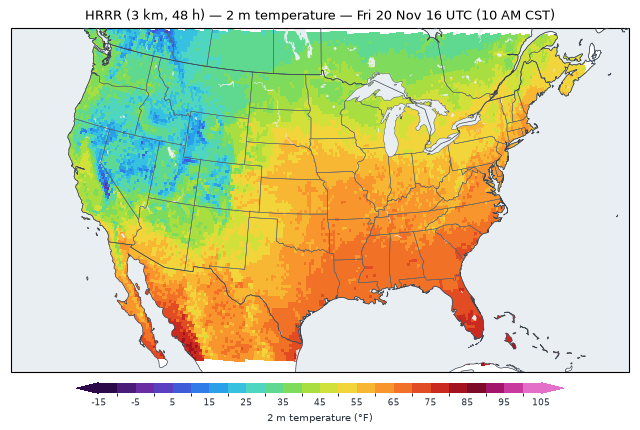 HRRR (3 km, 48 h) — 2 m temperature — Fri 20 Nov 16 UTC (10 AM CST)
-15 -5 5 15 25 35 45 55 65 75 85 95 105
2 m temperature (°F)